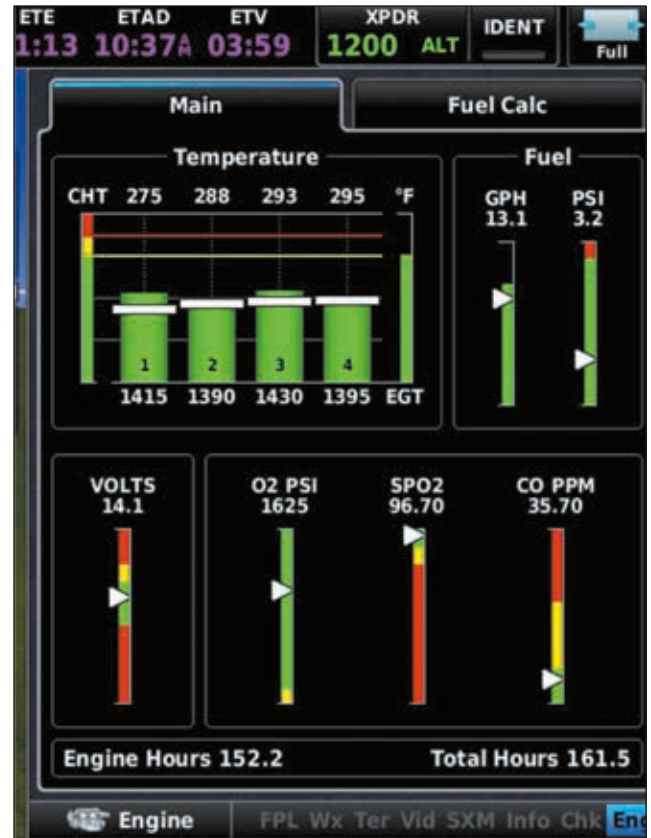 ETE ETAD ETV XPDR IDENT
1:13 10:37A 03:59 1200 ALT Full
Main Fuel Calc
Temperature Fuel
CHT 275 288 293 295 °F GPH PSI
13.1 3.2
1 2 3 4
1415 1390 1430 1395 EGT
VOLTS O2 PSI SPO2 CO PPM
14.1 1625 96.70 35.70
Engine Hours 152.2 Total Hours 161.5
Engine FPL Wx Ter Vid SXM Info Chk Eng